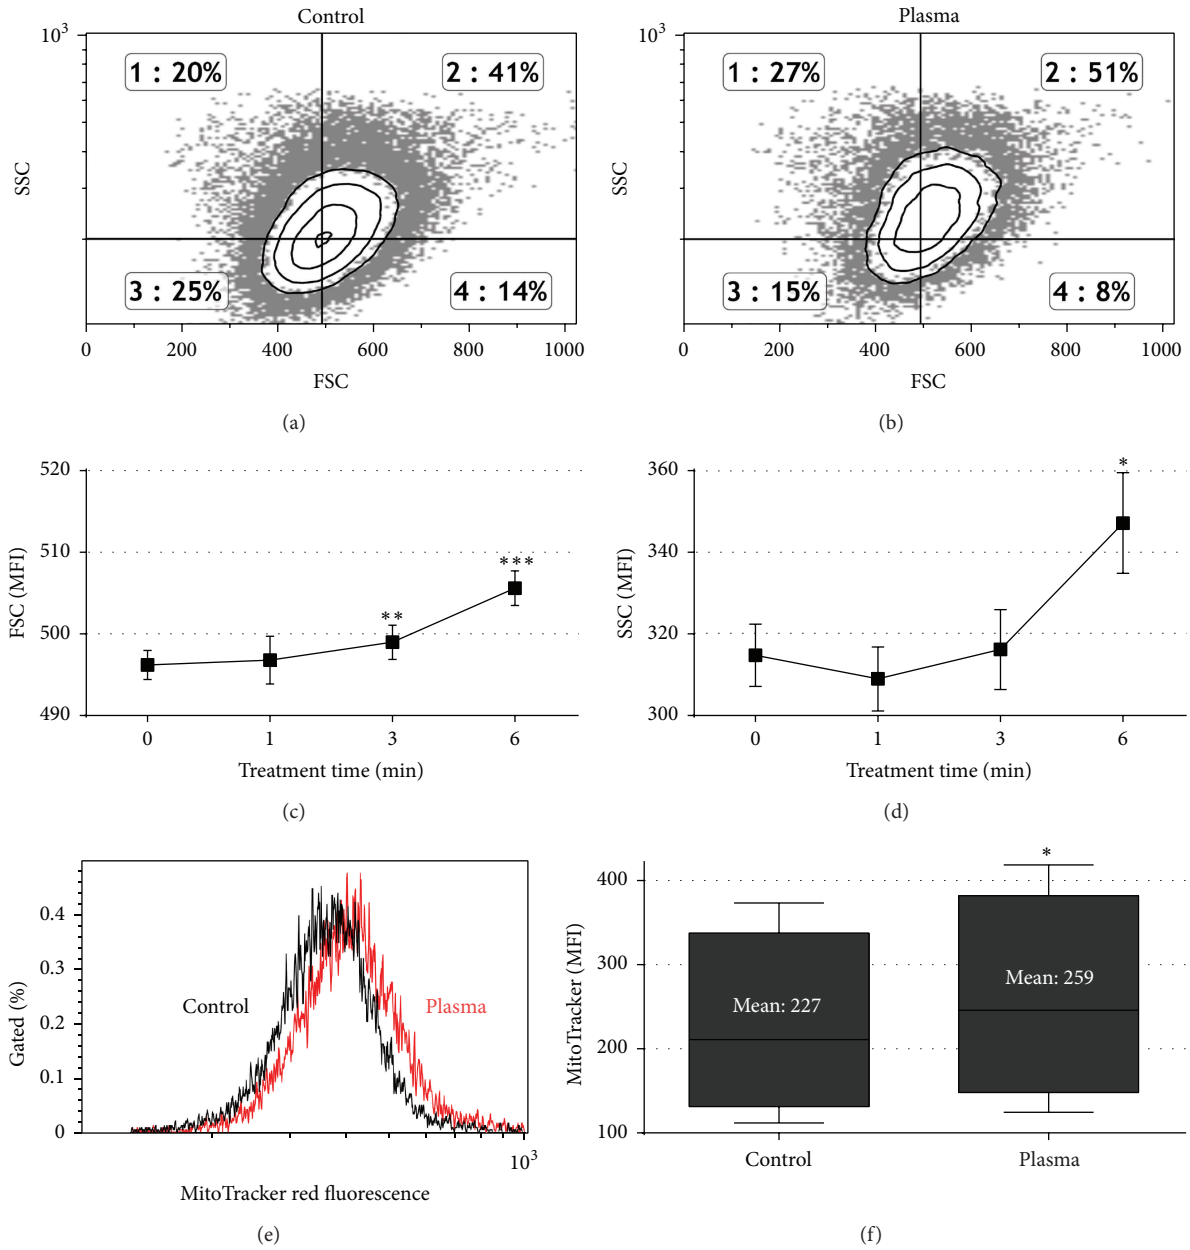 Control
10³
1 : 20%
2 : 41%
SSC
3 : 25%
4 : 14%
0 200 400 600 800 1000
FSC
(a)
Plasma
10³
1 : 27%
2 : 51%
SSC
3 : 15%
4 : 8%
0 200 400 600 800 1000
FSC
(b)
520
510
500
490
FSC (MFI)
**
***
0 1 3 6
Treatment time (min)
(c)
360
340
320
300
SSC (MFI)
*
0 1 3 6
Treatment time (min)
(d)
0.4
0.3
0.2
0.1
0
Gated (%)
Control
Plasma
10³
MitoTracker red fluorescence
(e)
400
300
200
100
MitoTracker (MFI)
*
Mean: 227
Mean: 259
Control
Plasma
(f)